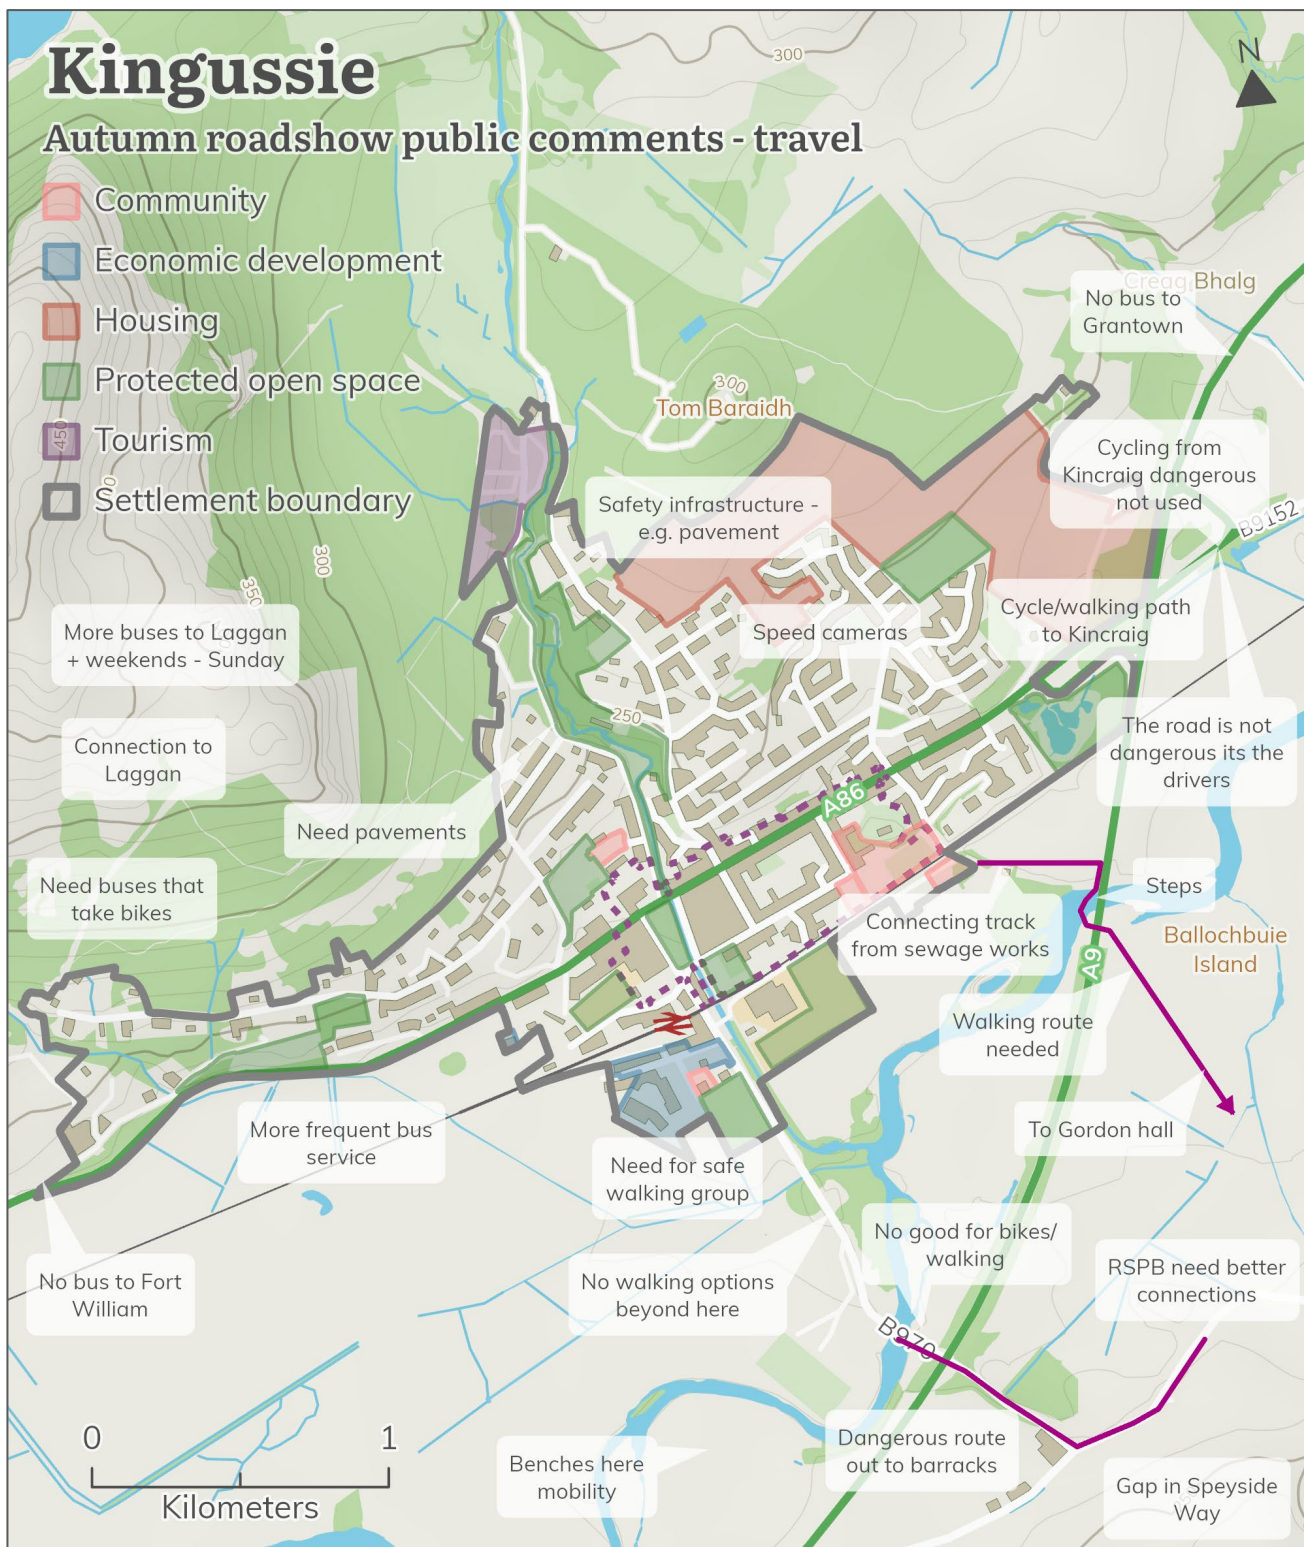 Kingussie
Autumn roadshow public comments - travel
Community
Economic development
Housing
Protected open space
Tourism
Settlement boundary
300
N
Creag Bhalg
No bus to
Grantown
300
Tom Baraidh
450
Cycling from
Kincraig dangerous
not used
B9152
Safety infrastructure -
e.g. pavement
300
350
Cycle/walking path
to Kincraig
Speed cameras
More buses to Laggan
+ weekends - Sunday
250
The road is not
dangerous its the
drivers
Connection to
Laggan
A86
Need pavements
Need buses that
take bikes
Steps
Connecting track
from sewage works
Ballochbuie
Island
A9
Walking route
needed
More frequent bus
service
To Gordon hall
Need for safe
walking group
No good for bikes/
walking
No bus to Fort
William
No walking options
beyond here
RSPB need better
connections
B970
0
1
Kilometers
Dangerous route
out to barracks
Benches here
mobility
Gap in Speyside
Way